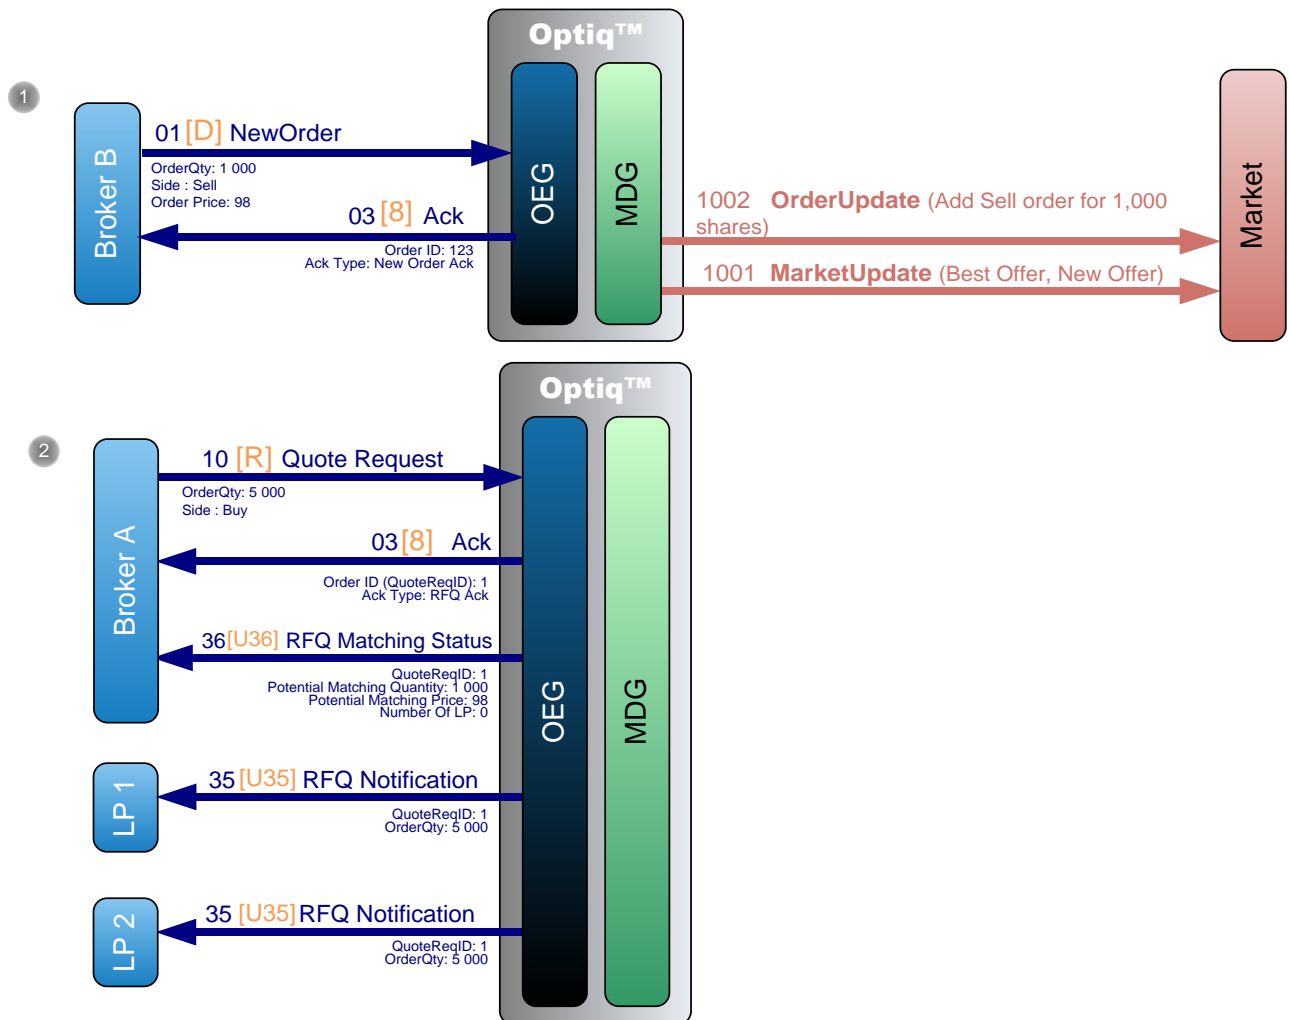 Optiq™
1
Broker B
01 [D] NewOrder
OrderQty: 1 000
Side : Sell
Order Price: 98
03 [8] Ack
Order ID: 123
Ack Type: New Order Ack
OEG
MDG
1002 OrderUpdate (Add Sell order for 1,000
shares)
1001 MarketUpdate (Best Offer, New Offer)
Market
Optiq™
2
Broker A
10 [R] Quote Request
OrderQty: 5 000
Side : Buy
03 [8] Ack
Order ID (QuoteReqID): 1
Ack Type: RFQ Ack
36 [U36] RFQ Matching Status
QuoteReqID: 1
Potential Matching Quantity: 1 000
Potential Matching Price: 98
Number Of LP: 0
OEG
MDG
LP 1
35 [U35] RFQ Notification
QuoteReqID: 1
OrderQty: 5 000
LP 2
35 [U35] RFQ Notification
QuoteReqID: 1
OrderQty: 5 000